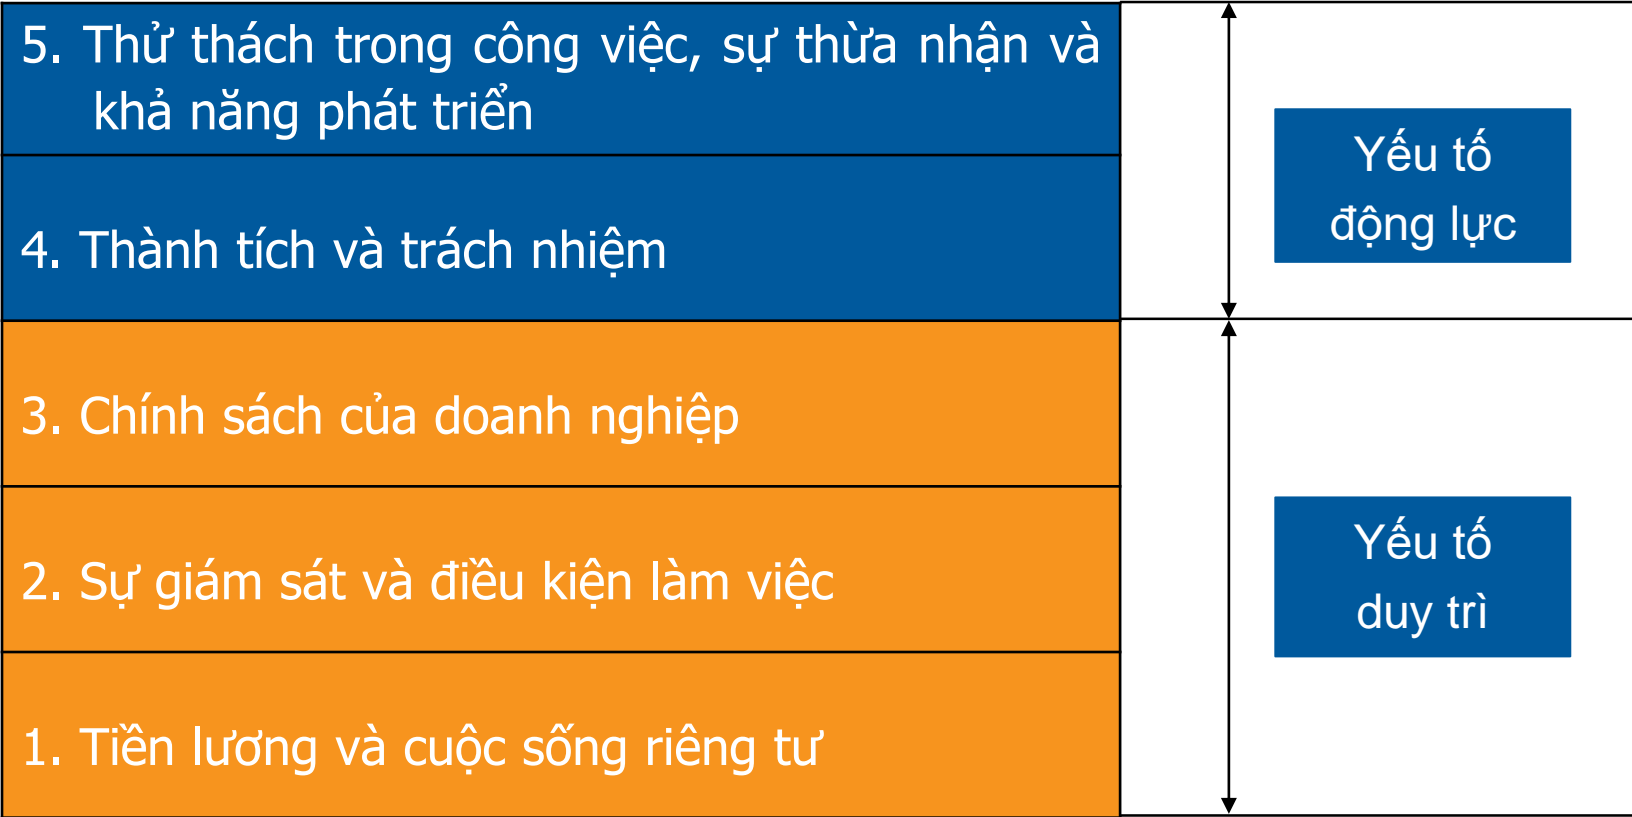 5. Thử thách trong công việc, sự thừa nhận và
khả năng phát triển
4. Thành tích và trách nhiệm
3. Chính sách của doanh nghiệp
2. Sự giám sát và điều kiện làm việc
1. Tiền lương và cuộc sống riêng tư
Yếu tố
động lực
Yếu tố
duy trì